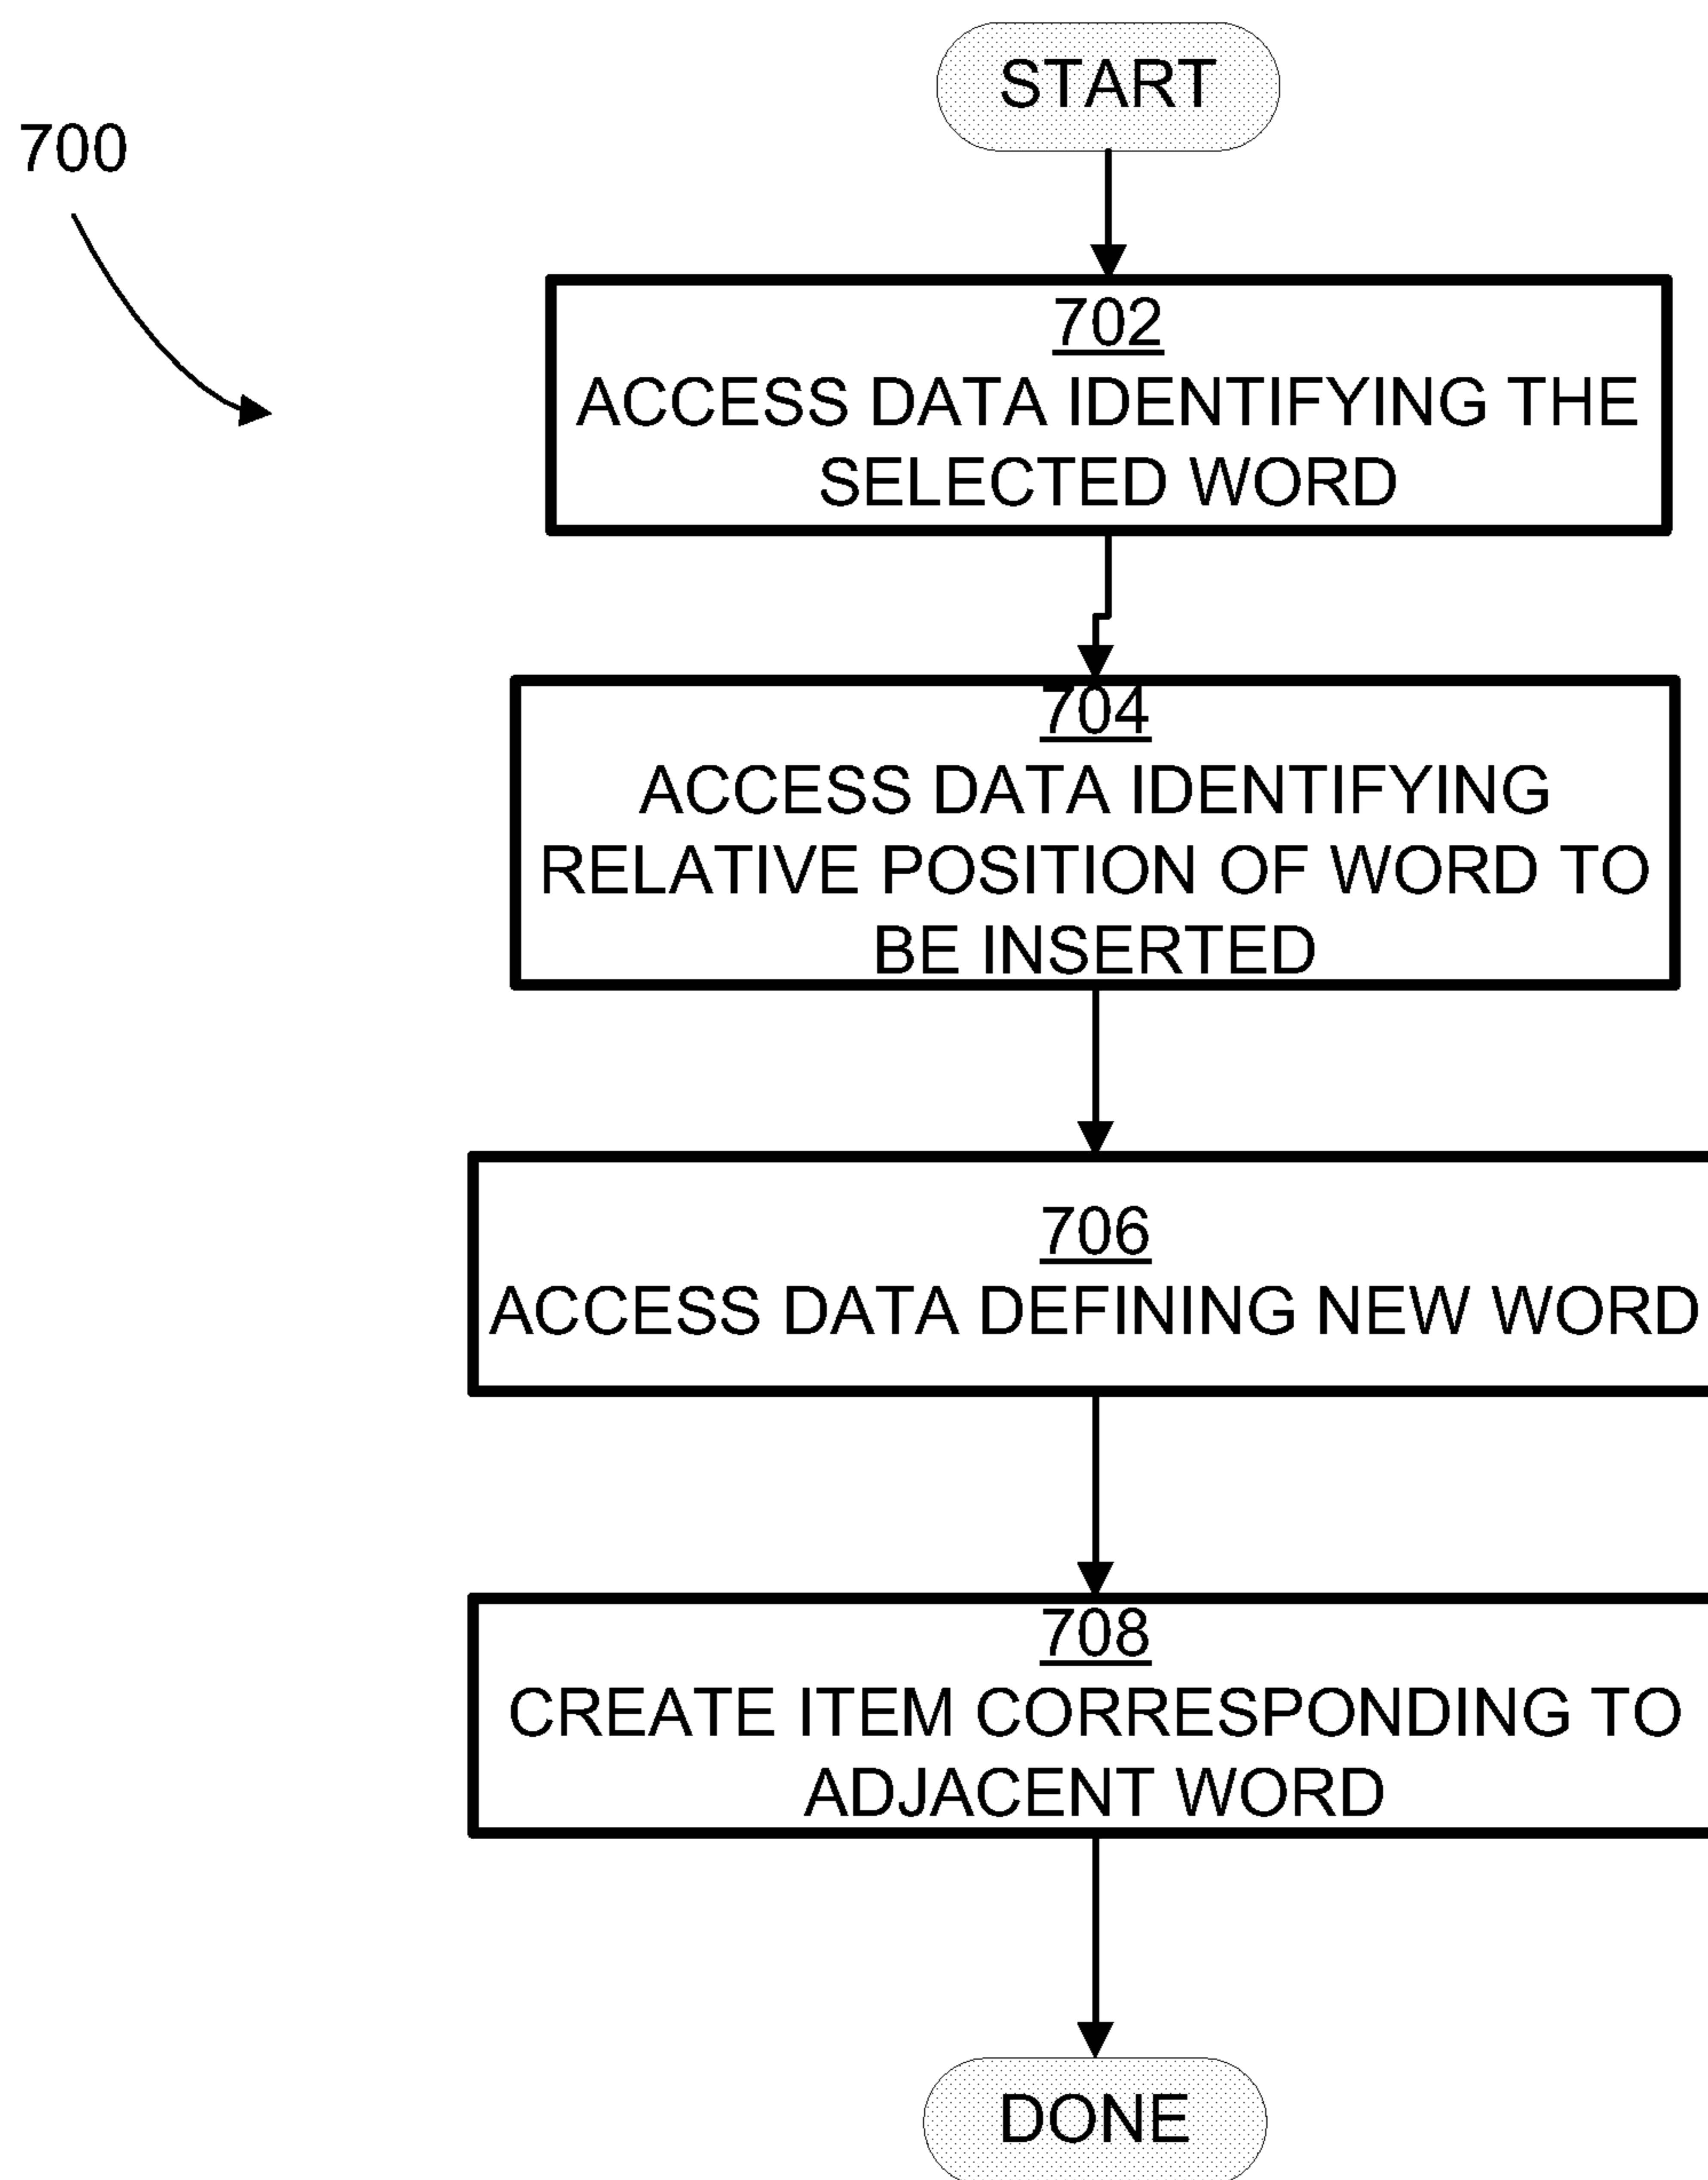 START
700
702
ACCESS DATA IDENTIFYING THE
SELECTED WORD
704
ACCESS DATA IDENTIFYING
RELATIVE POSITION OF WORD TO
BE INSERTED
706
ACCESS DATA DEFINING NEW WORD
708
CREATE ITEM CORRESPONDING TO
ADJACENT WORD
DONE